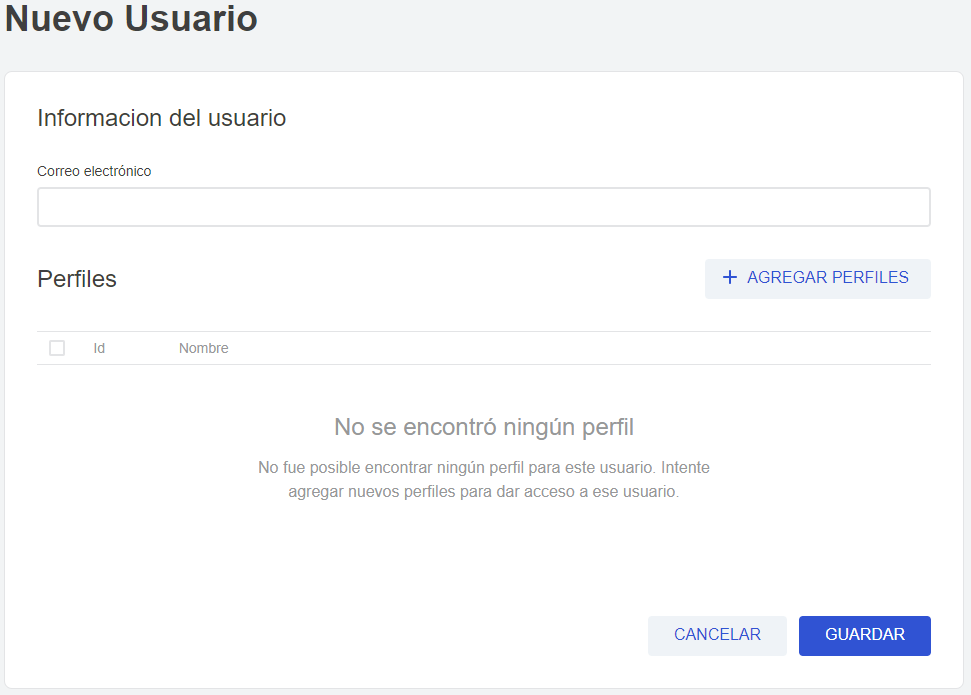 Nuevo Usuario
Informacion del usuario
Correo electrónico
Perfiles
+ AGREGAR PERFILES
Id Nombre
No se encontró ningún perfil
No fue posible encontrar ningún perfil para este usuario. Intente
agregar nuevos perfiles para dar acceso a ese usuario.
CANCELAR GUARDAR